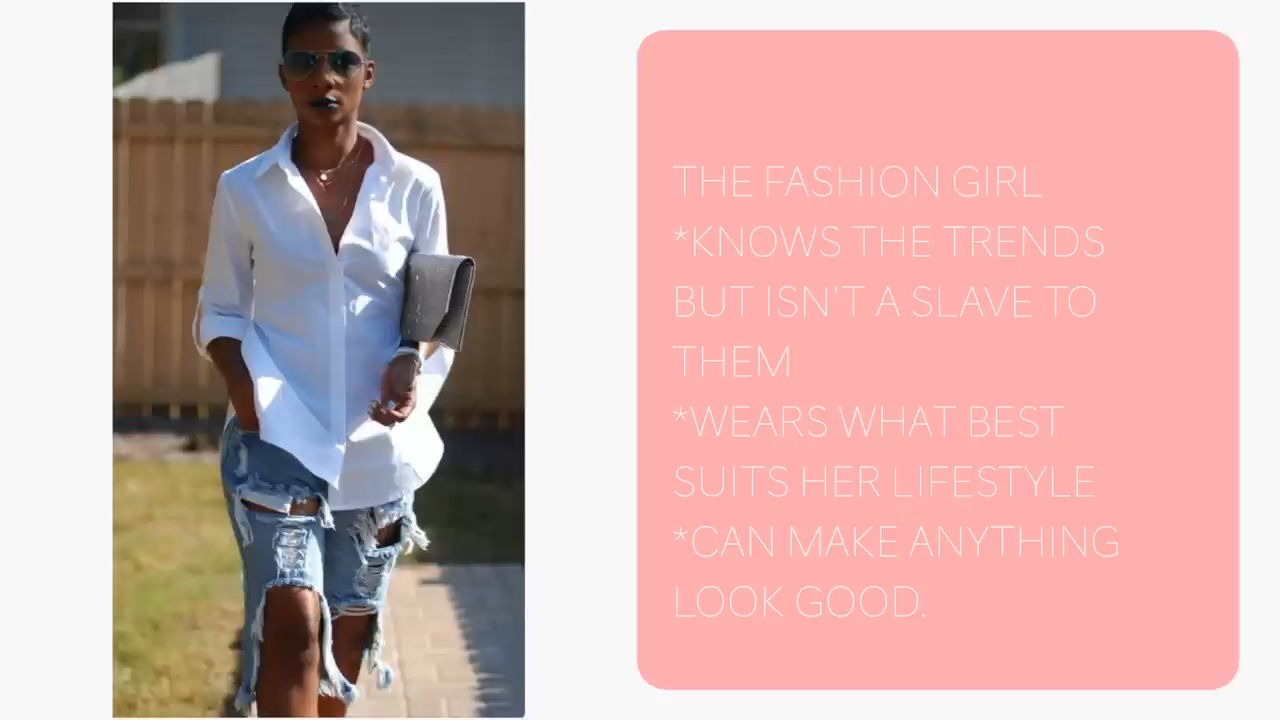 THE FASHION GIRL
*KNOWS THE TRENDS
BUT ISN'T A SLAVE TO
THEM
*WEARS WHAT BEST
SUITS HER LIFESTYLE
*CAN MAKE ANYTHING
LOOK GOOD.